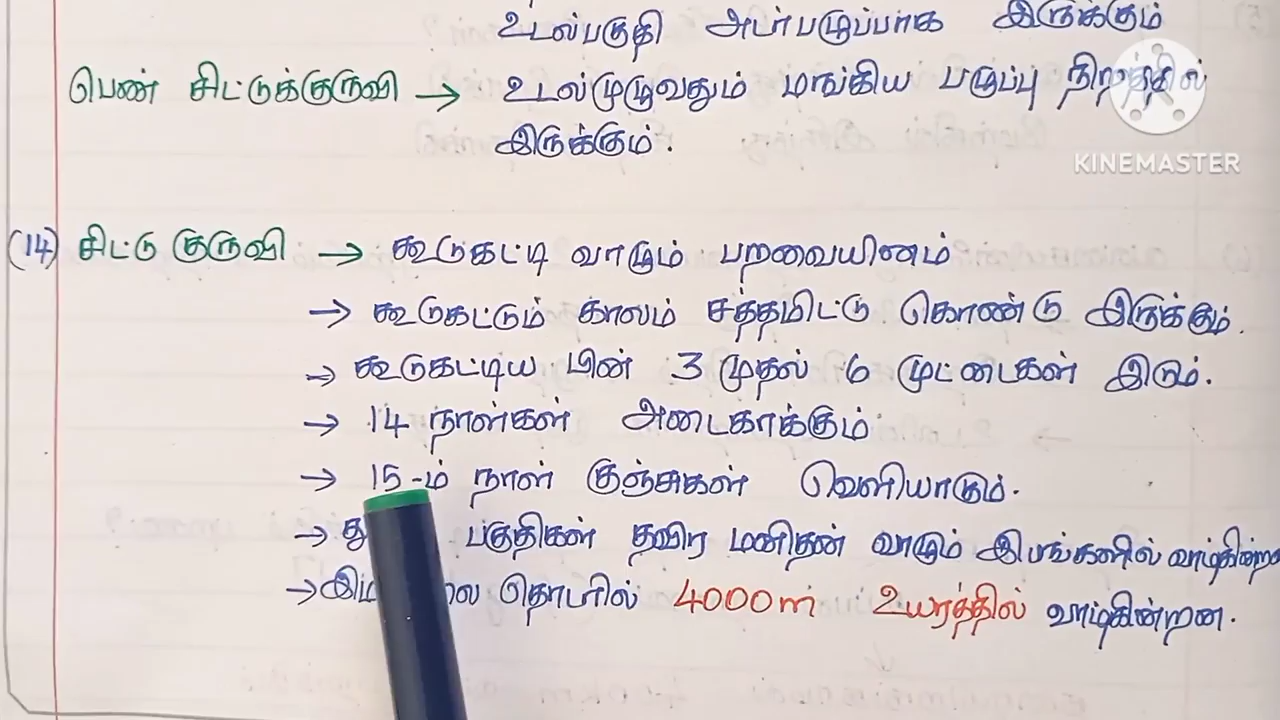 உடல்பகுதி அடர்பழுப்பாக இருக்கும்
பெண் சிட்டுக்குருவி → உடல்முழுவதும் மங்கிய பழுப்பு நிறத்தில்
இருக்கும்.
KINEMASTER
(14) சிட்டு குருவி → கூடுகட்டி வாழும் பறவையினம்
→ கூடுகட்டும் காலம் சத்தமிட்டு கொண்டு இருக்கும்.
→ கூடுகட்டிய பின் 3 முதல் 6 முட்டைகள் இடும்.
→ 14 நாள்கள் அடைகாக்கும்
→ 15-ம் நாள் குஞ்சுகள் வெளியாகும்.
→ பகுதிகள் தவிர மனிதன் வாழும் இடங்களில் வாழ்கின்றன
→ தொடரில் 4000m உயரத்தில் வாழ்கின்றன.